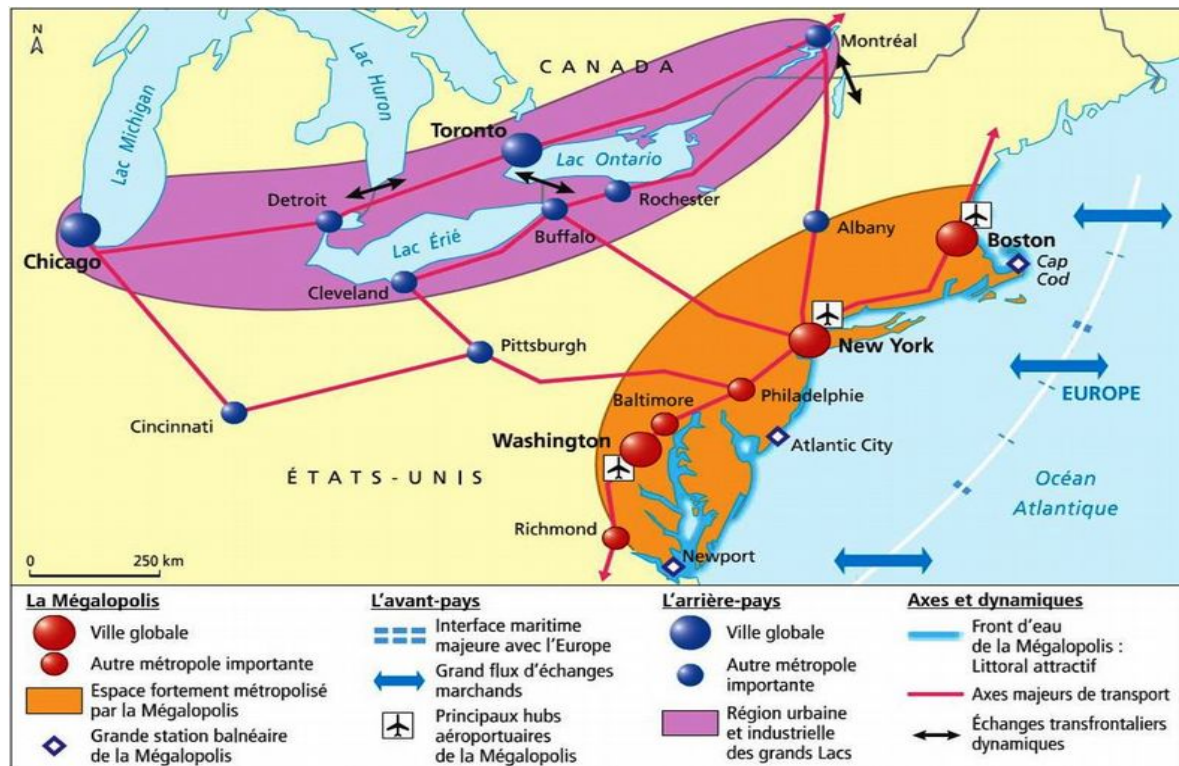 N
Lac Michigan
Lac Huron
CANADA
Montréal
Toronto
Lac Ontario
Detroit
Rochester
Chicago
Lac Érié
Buffalo
Albany
Boston
Cap
Cod
Cleveland
Pittsburgh
New York
Cincinnati
Baltimore
Philadelphie
EUROPE
Washington
Atlantic City
ÉTATS-UNIS
Océan
Atlantique
Richmond
Newport
0 250 km
La Mégalopolis
Ville globale
Autre métropole importante
Espace fortement métropolisé
par la Mégalopolis
Grande station balnéaire
de la Mégalopolis
L'avant-pays
Interface maritime
majeure avec l'Europe
Grand flux d'échanges
marchands
Principaux hubs
aéroportuaires
de la Mégalopolis
L'arrière-pays
Ville globale
Autre métropole
importante
Région urbaine
et industrielle
des grands Lacs
Axes et dynamiques
Front d'eau
de la Mégalopolis :
Littoral attractif
Axes majeurs de transport
Échanges transfrontaliers
dynamiques